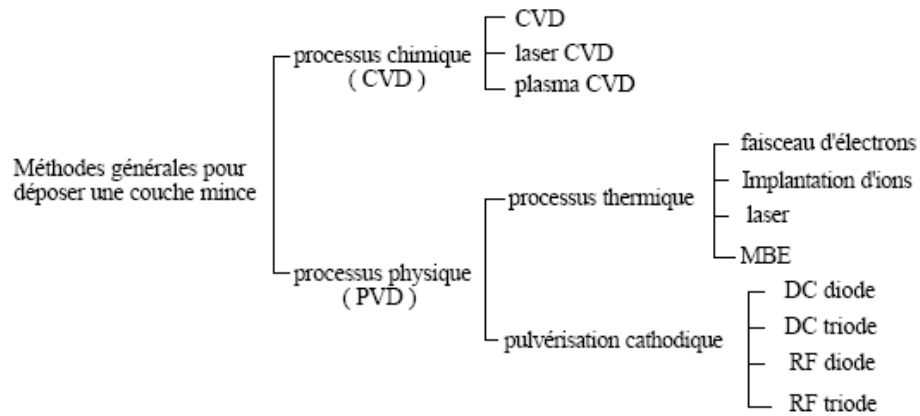 Méthodes générales pour
déposer une couche mince
processus chimique
( CVD )
CVD
laser CVD
plasma CVD
processus physique
( PVD )
processus thermique
faisceau d'électrons
Implantation d'ions
laser
MBE
pulvérisation cathodique
DC diode
DC triode
RF diode
RF triode